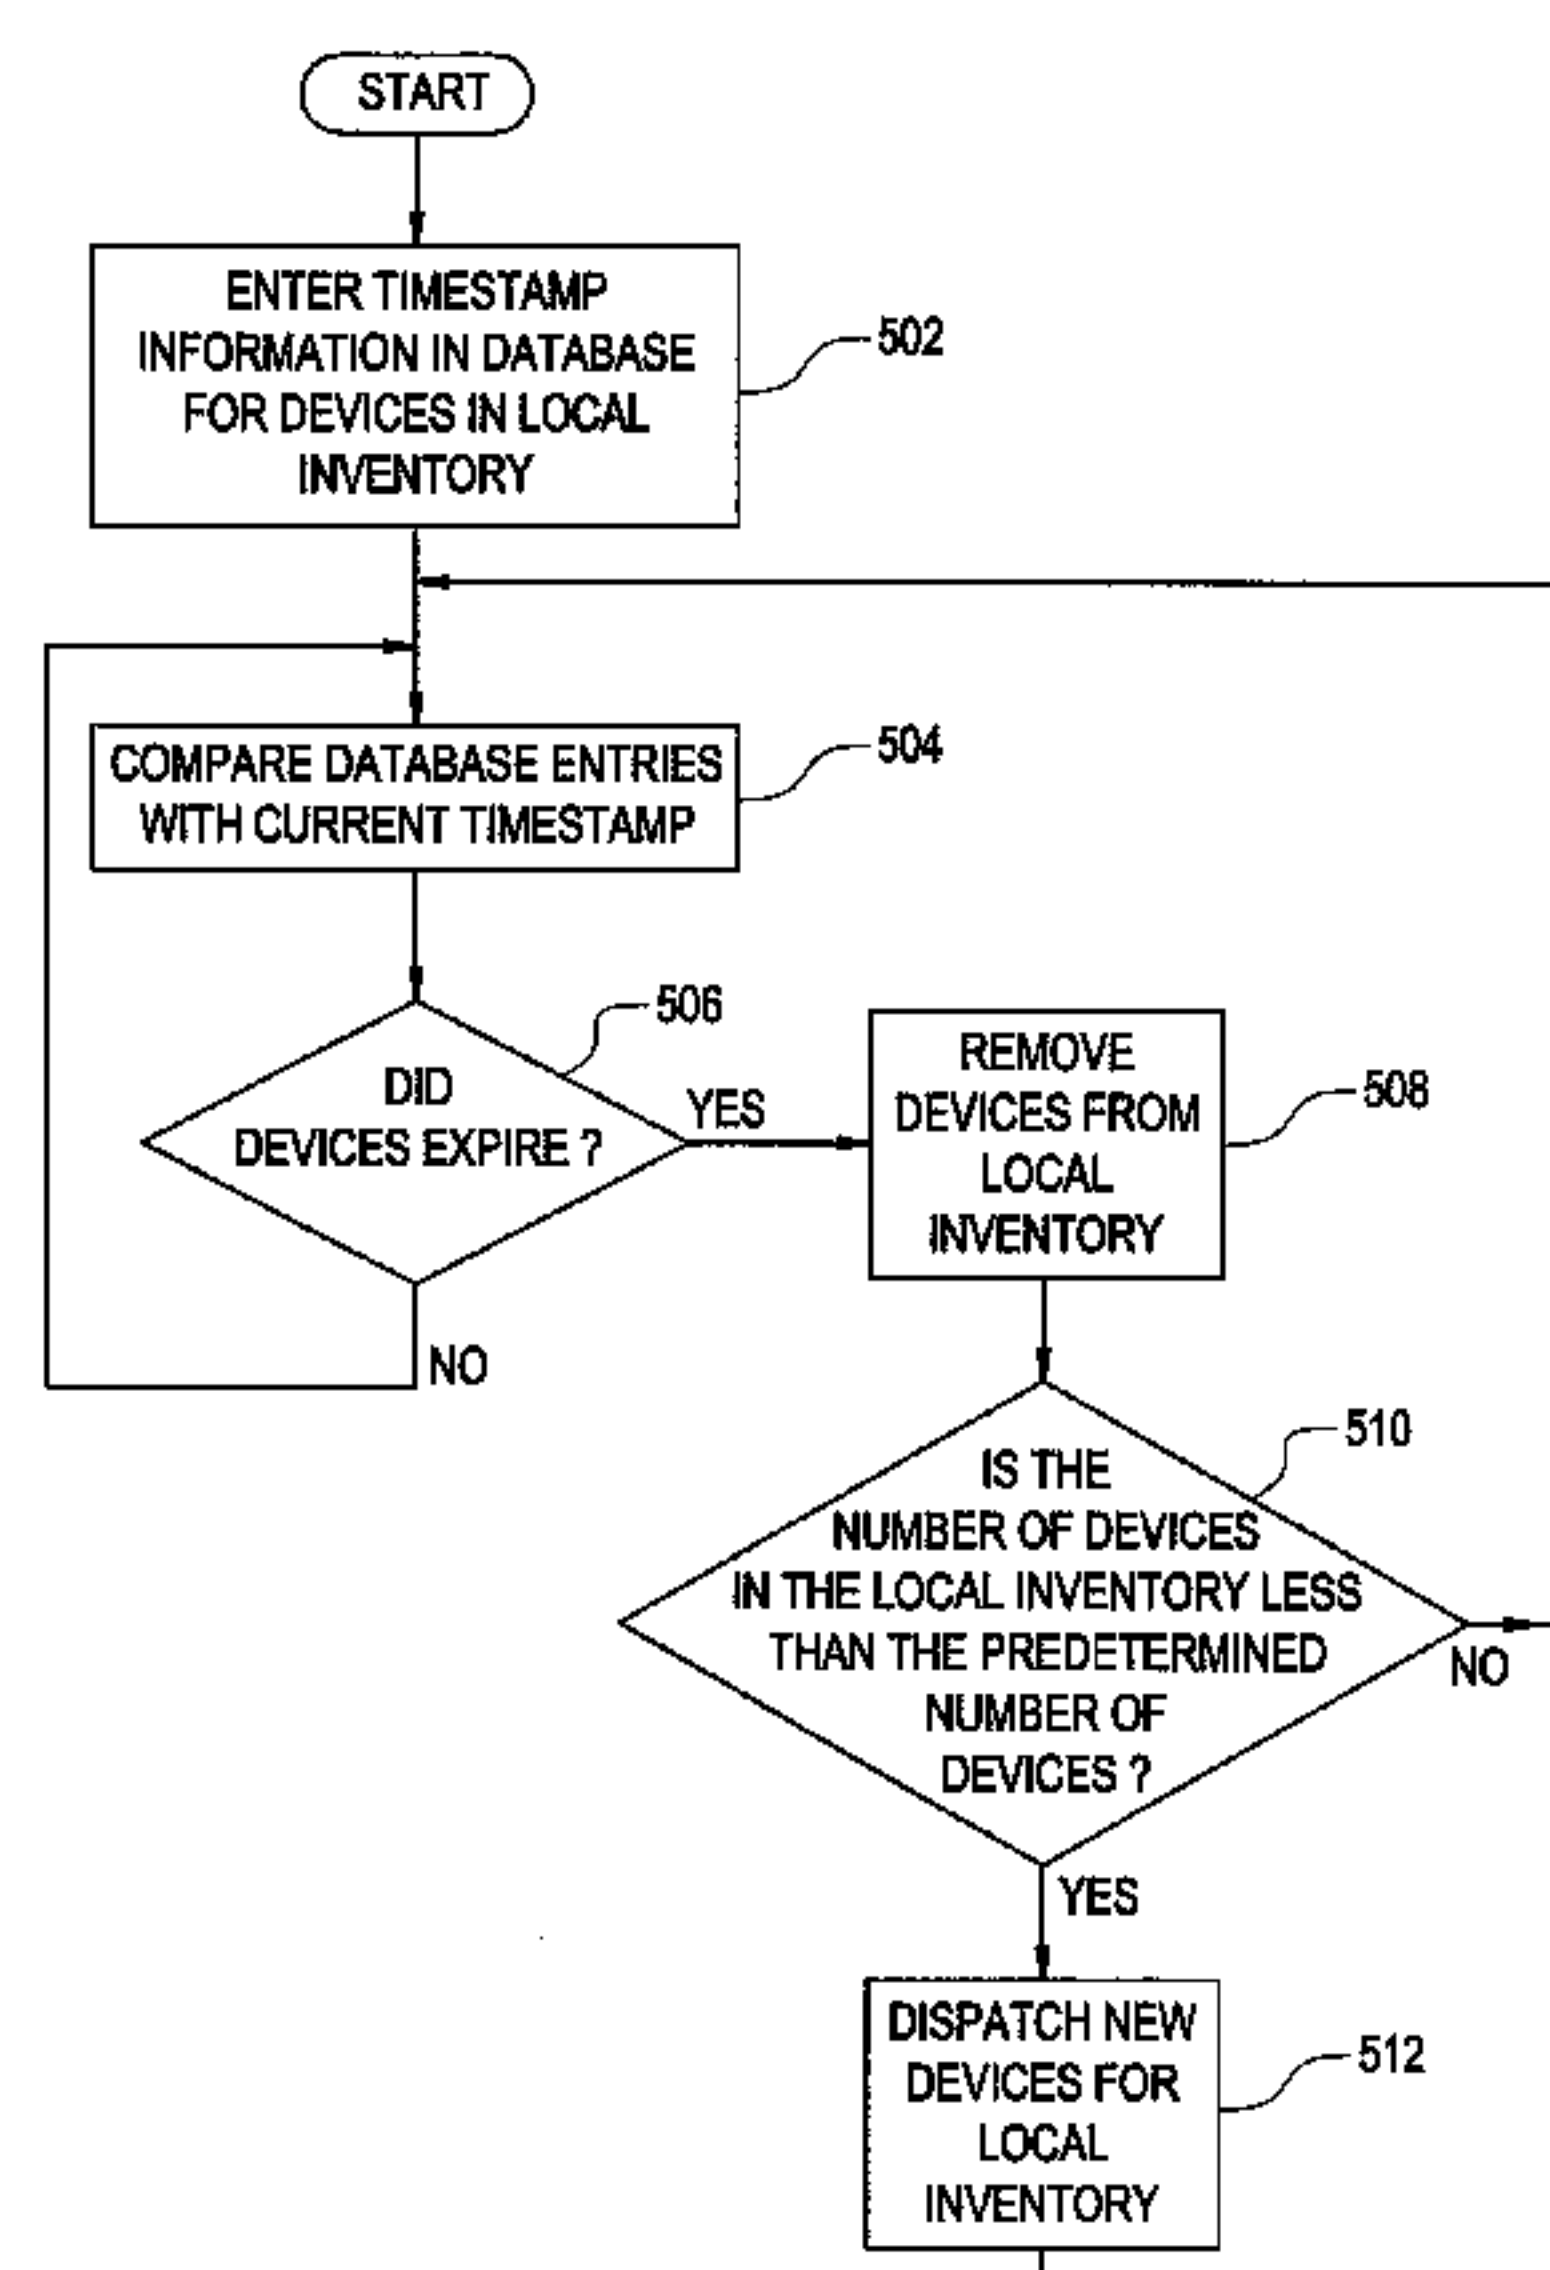 START
ENTER TIMESTAMP
INFORMATION IN DATABASE
FOR DEVICES IN LOCAL
INVENTORY
502
COMPARE DATABASE ENTRIES
WITH CURRENT TIMESTAMP
504
DID
DEVICES EXPIRE ?
506
YES
NO
REMOVE
DEVICES FROM
LOCAL
INVENTORY
508
IS THE
NUMBER OF DEVICES
IN THE LOCAL INVENTORY LESS
THAN THE PREDETERMINED
NUMBER OF
DEVICES ?
510
NO
YES
DISPATCH NEW
DEVICES FOR
LOCAL
INVENTORY
512